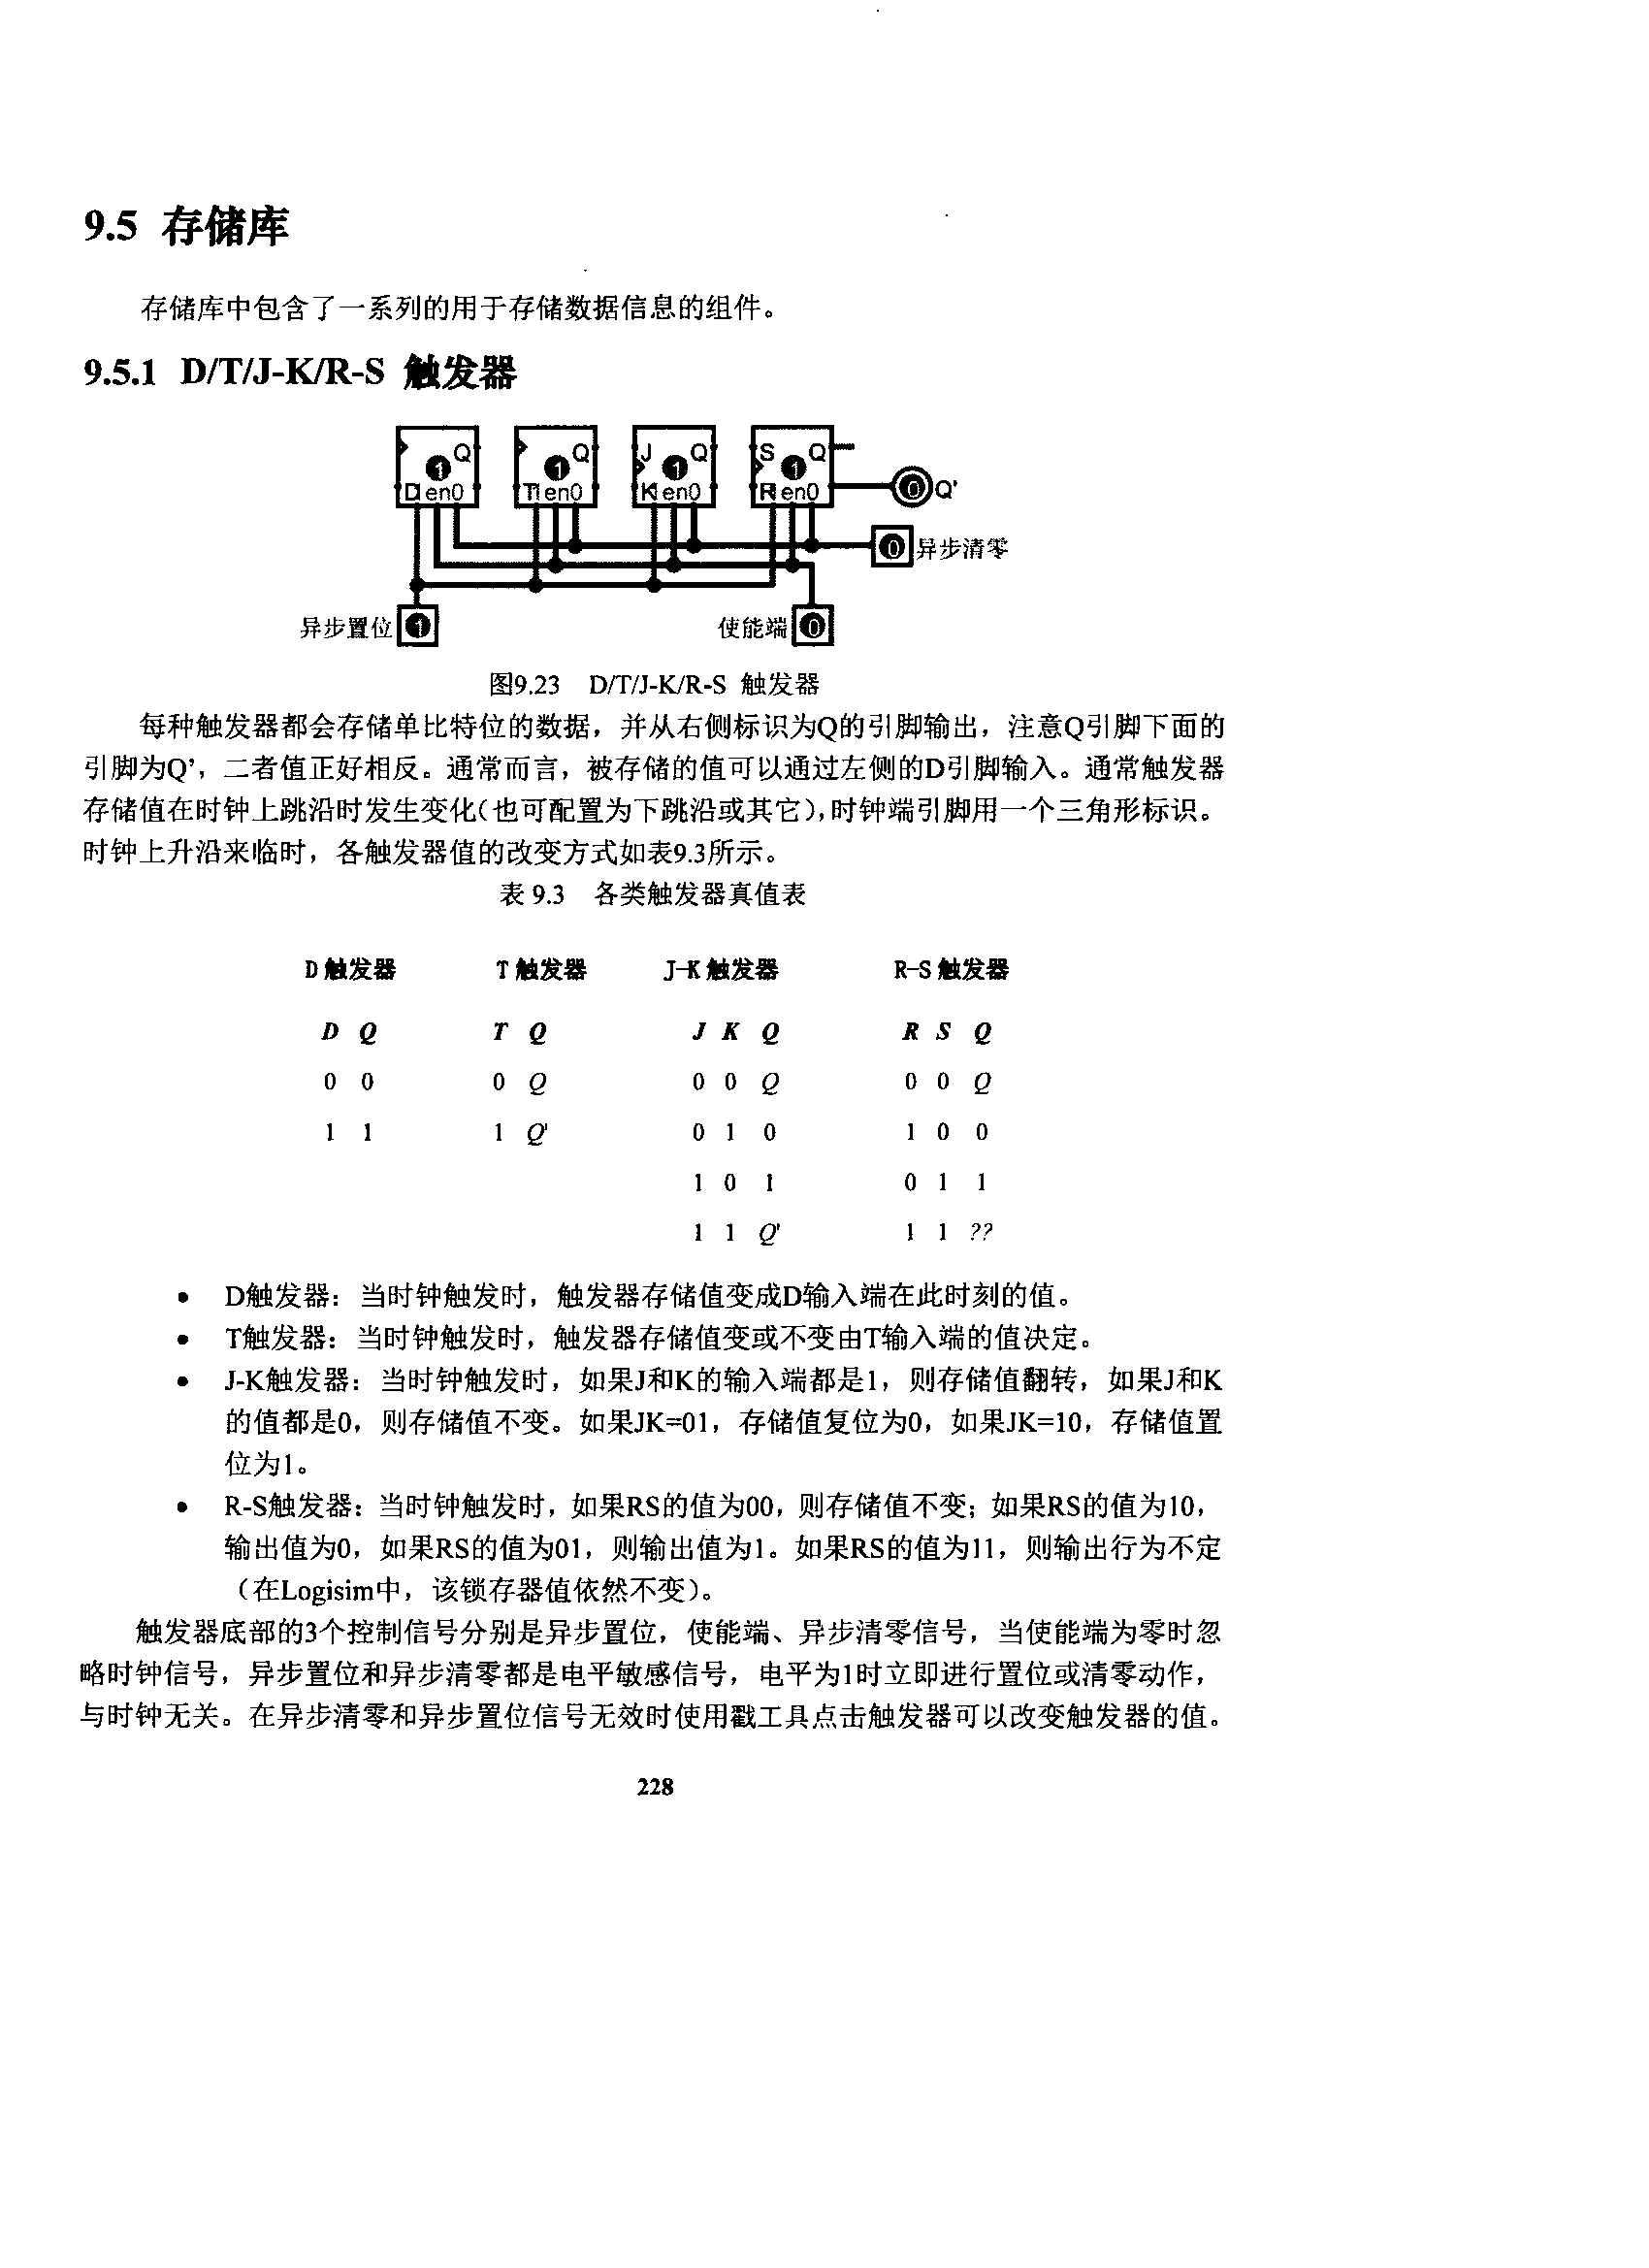 9.5 存储库
存储库中包含了一系列的用于存储数据信息的组件。
9.5.1 D/T/J-K/R-S 触发器
Q Q J Q S Q
1 1 1 1
D en0 T en0 K en0 R en0 0 Q'
0 异步清零
异步置位 1 使能端 0
图9.23 D/T/J-K/R-S 触发器
每种触发器都会存储单比特位的数据，并从右侧标识为Q的引脚输出，注意Q引脚下面的
引脚为Q’，二者值正好相反。通常而言，被存储的值可以通过左侧的D引脚输入。通常触发器
存储值在时钟上跳沿时发生变化（也可配置为下跳沿或其它），时钟端引脚用一个三角形标识。
时钟上升沿来临时，各触发器值的改变方式如表9.3所示。
表 9.3 各类触发器真值表
D 触发器 T 触发器 J-K 触发器 R-S 触发器
D Q T Q J K Q R S Q
0 0 0 Q 0 0 Q 0 0 Q
1 1 1 Q' 0 1 0 1 0 0
1 0 1 0 1 1
1 1 Q' 1 1 ??
• D触发器：当时钟触发时，触发器存储值变成D输入端在此时刻的值。
• T触发器：当时钟触发时，触发器存储值变或不变由T输入端的值决定。
• J-K触发器：当时钟触发时，如果J和K的输入端都是1，则存储值翻转，如果J和K
的值都是0，则存储值不变。如果JK=01，存储值复位为0，如果JK=10，存储值置
位为1。
• R-S触发器：当时钟触发时，如果RS的值为00，则存储值不变；如果RS的值为10，
输出值为0，如果RS的值为01，则输出值为1。如果RS的值为11，则输出行为不定
（在Logisim中，该锁存器值依然不变）。
触发器底部的3个控制信号分别是异步置位，使能端、异步清零信号，当使能端为零时忽
略时钟信号，异步置位和异步清零都是电平敏感信号，电平为1时立即进行置位或清零动作，
与时钟无关。在异步清零和异步置位信号无效时使用戳工具点击触发器可以改变触发器的值。
228